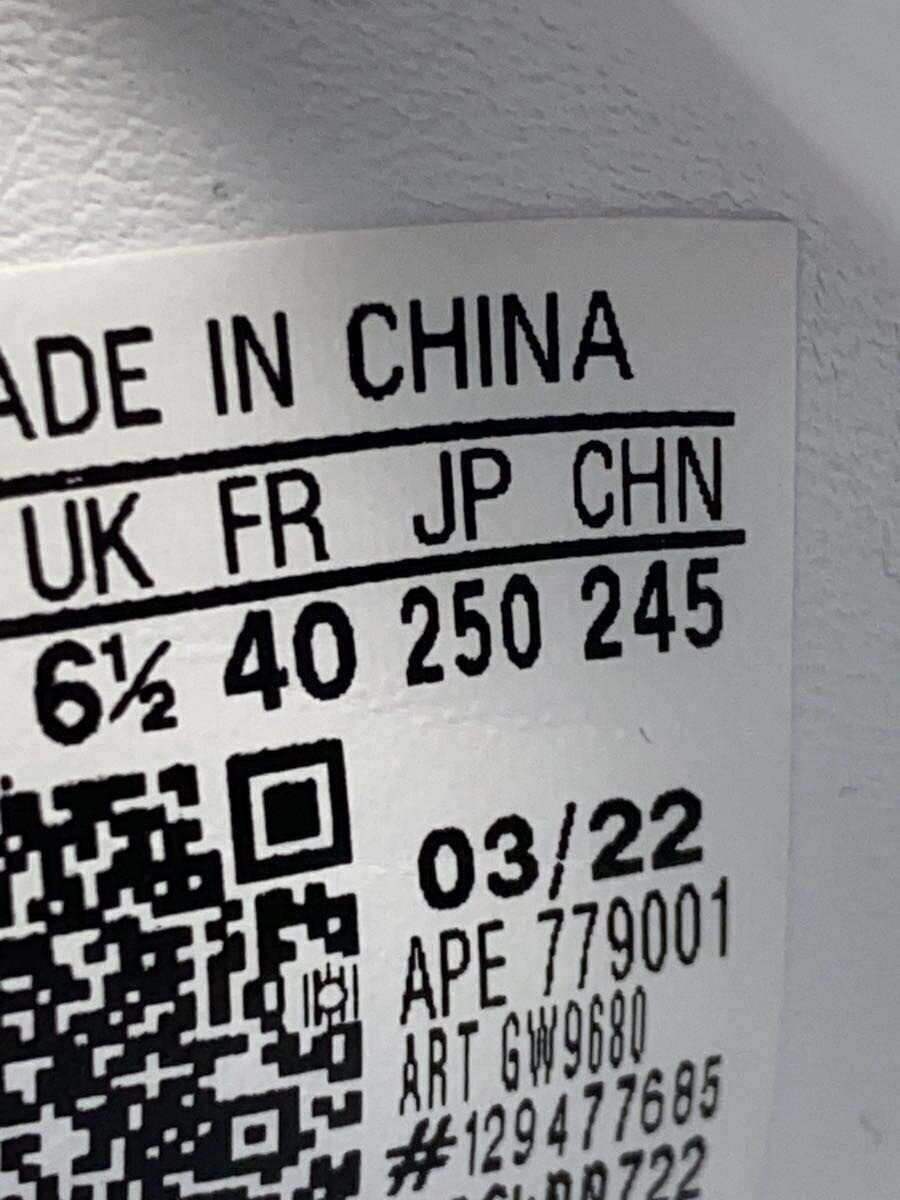 ADE IN CHINA
UK FR JP CHN
6½ 40 250 245
03/22
APE 779001
ART GW9680
#129477685